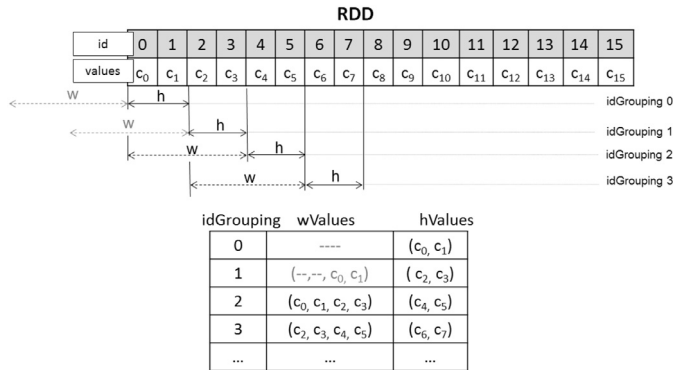 RDD
id 0 1 2 3 4 5 6 7 8 9 10 11 12 13 14 15
values c₀ c₁ c₂ c₃ c₄ c₅ c₆ c₇ c₈ c₉ c₁₀ c₁₁ c₁₂ c₁₃ c₁₄ c₁₅
w h idGrouping 0
w h idGrouping 1
w h idGrouping 2
w h idGrouping 3
idGrouping wValues hValues
0 ---- (c₀, c₁)
1 (--,--, c₀, c₁) ( c₂, c₃)
2 (c₀, c₁, c₂, c₃) (c₄, c₅)
3 (c₂, c₃, c₄, c₅) (c₆, c₇)
... ... ...